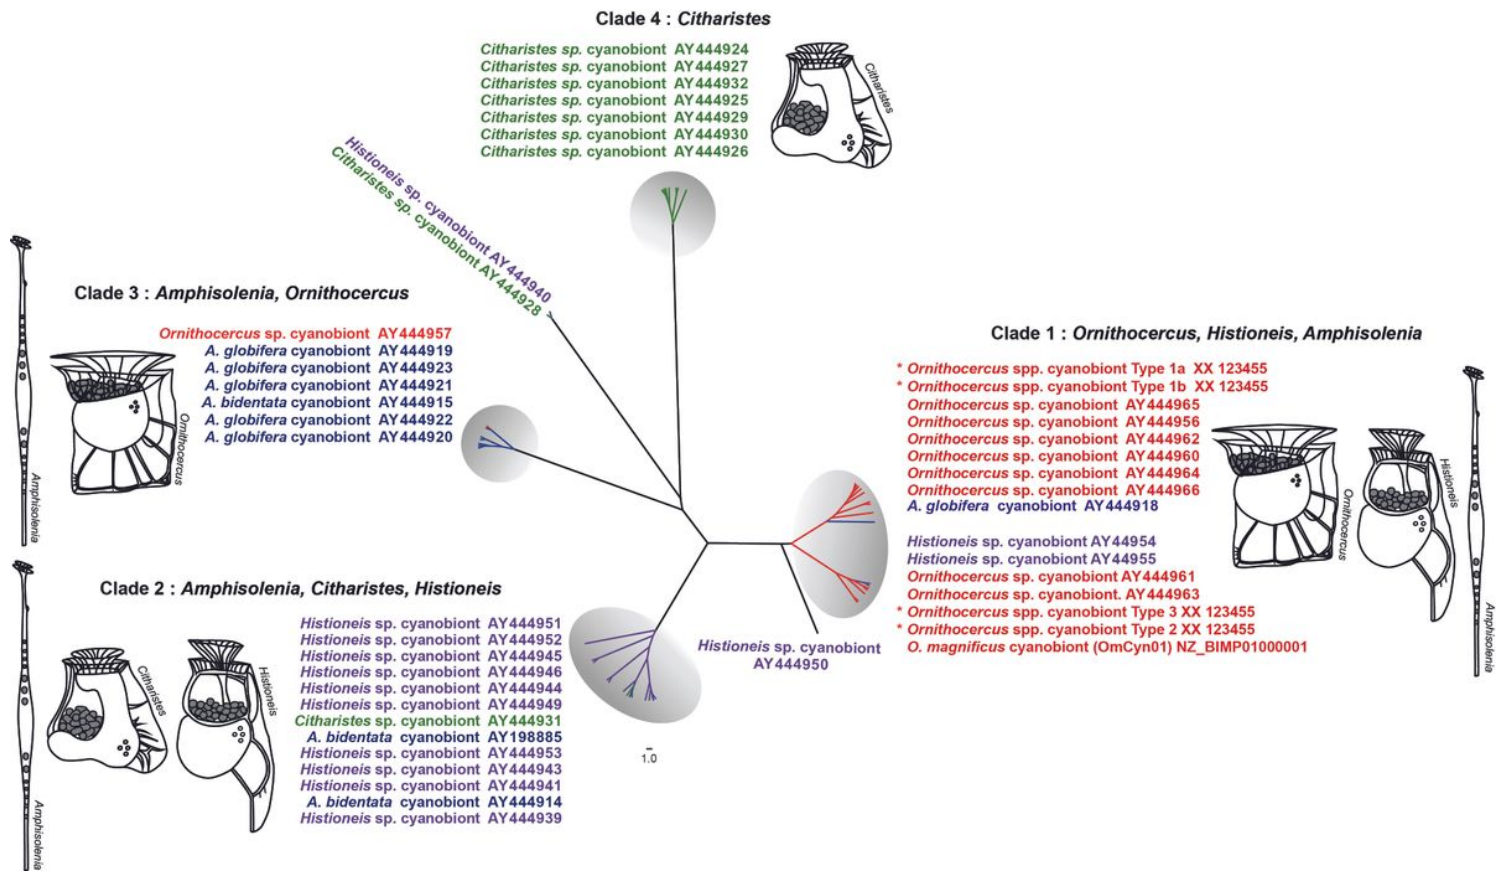 Clade 4 : Citharistes
Citharistes sp. cyanobiont AY444924
Citharistes sp. cyanobiont AY444927
Citharistes sp. cyanobiont AY444932
Citharistes sp. cyanobiont AY444925
Citharistes sp. cyanobiont AY444929
Citharistes sp. cyanobiont AY444930
Citharistes sp. cyanobiont AY444926
Citharistes
Histioneis sp. cyanobiont AY444940
Citharistes sp. cyanobiont AY444928
Clade 3 : Amphisolenia, Ornithocercus
Ornithocercus sp. cyanobiont AY444957
A. globifera cyanobiont AY444919
A. globifera cyanobiont AY444923
A. globifera cyanobiont AY444921
A. bidentata cyanobiont AY444915
A. globifera cyanobiont AY444922
A. globifera cyanobiont AY444920
Ornithocercus
Amphisolenia
Clade 1 : Ornithocercus, Histioneis, Amphisolenia
* Ornithocercus spp. cyanobiont Type 1a XX 123455
* Ornithocercus spp. cyanobiont Type 1b XX 123455
Ornithocercus sp. cyanobiont AY444965
Ornithocercus sp. cyanobiont AY444956
Ornithocercus sp. cyanobiont AY444962
Ornithocercus sp. cyanobiont AY444960
Ornithocercus sp. cyanobiont AY444964
Ornithocercus sp. cyanobiont AY444966
A. globifera cyanobiont AY444918
Histioneis sp. cyanobiont AY44954
Histioneis sp. cyanobiont AY44955
Ornithocercus sp. cyanobiont AY444961
Ornithocercus sp. cyanobiont. AY444963
* Ornithocercus spp. cyanobiont Type 3 XX 123455
* Ornithocercus spp. cyanobiont Type 2 XX 123455
O. magnificus cyanobiont (OmCyn01) NZ_BIMP01000001
Ornithocercus
Histioneis
Amphisolenia
Clade 2 : Amphisolenia, Citharistes, Histioneis
Histioneis sp. cyanobiont AY444951
Histioneis sp. cyanobiont AY444952
Histioneis sp. cyanobiont AY444945
Histioneis sp. cyanobiont AY444946
Histioneis sp. cyanobiont AY444944
Histioneis sp. cyanobiont AY444949
Citharistes sp. cyanobiont AY444931
A. bidentata cyanobiont AY198885
Histioneis sp. cyanobiont AY444953
Histioneis sp. cyanobiont AY444943
Histioneis sp. cyanobiont AY444941
A. bidentata cyanobiont AY444914
Histioneis sp. cyanobiont AY444939
Amphisolenia
Citharistes
Histioneis
Histioneis sp. cyanobiont
AY444950
1.0